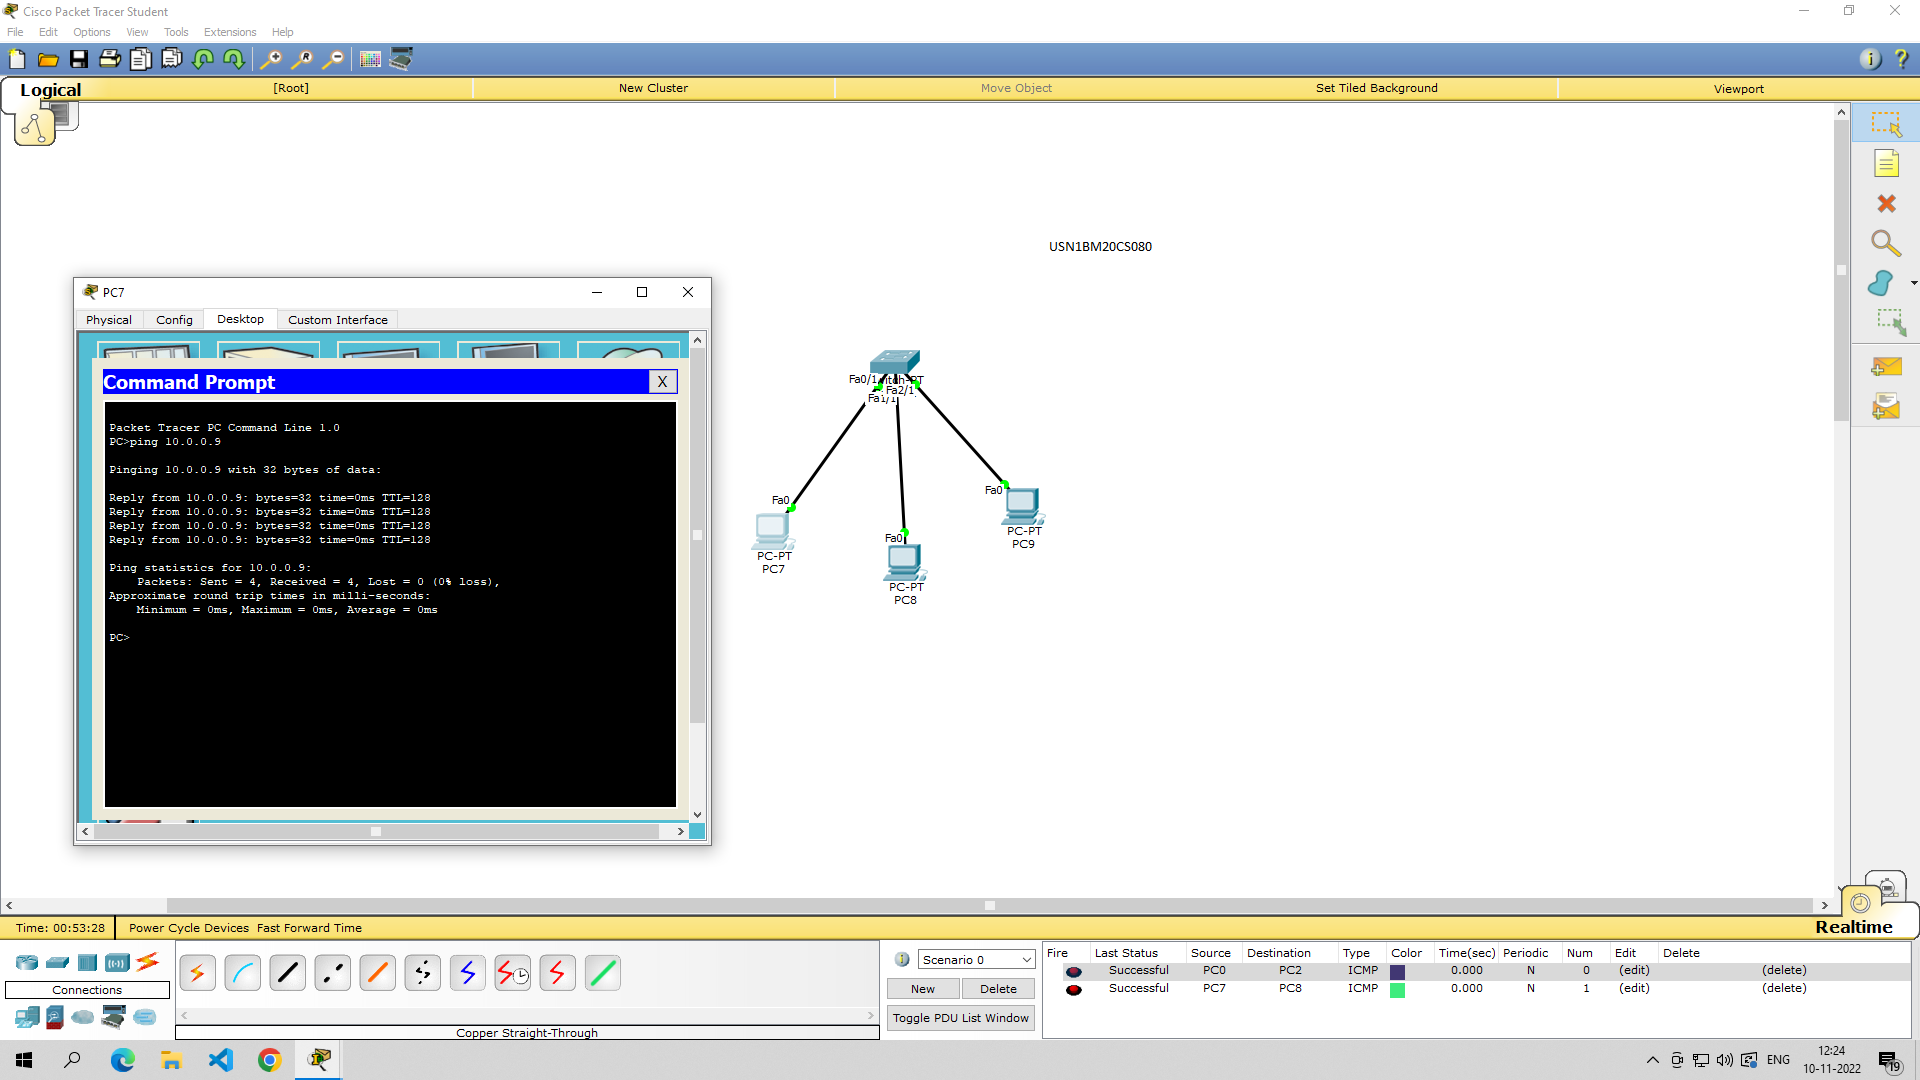 Cisco Packet Tracer Student
File Edit Options View Tools Extensions Help
Logical [Root] New Cluster Move Object Set Tiled Background Viewport
USN1BM20CS080
PC7
Physical Config Desktop Custom Interface
Command Prompt X
Packet Tracer PC Command Line 1.0
PC>ping 10.0.0.9
Pinging 10.0.0.9 with 32 bytes of data:
Reply from 10.0.0.9: bytes=32 time=0ms TTL=128
Reply from 10.0.0.9: bytes=32 time=0ms TTL=128
Reply from 10.0.0.9: bytes=32 time=0ms TTL=128
Reply from 10.0.0.9: bytes=32 time=0ms TTL=128
Ping statistics for 10.0.0.9:
Packets: Sent = 4, Received = 4, Lost = 0 (0% loss),
Approximate round trip times in milli-seconds:
Minimum = 0ms, Maximum = 0ms, Average = 0ms
PC>
Fa0/1
Fa2/1
Fa1/1
Fa0
PC-PT
PC7
Fa0
PC-PT
PC8
Fa0
PC-PT
PC9
Time: 00:53:28 Power Cycle Devices Fast Forward Time Realtime
Connections
Copper Straight-Through
Scenario 0
New Delete
Toggle PDU List Window
Fire Last Status Source Destination Type Color Time(sec) Periodic Num Edit Delete
Successful PC0 PC2 ICMP 0.000 N 0 (edit) (delete)
Successful PC7 PC8 ICMP 0.000 N 1 (edit) (delete)
ENG
12:24
10-11-2022
19